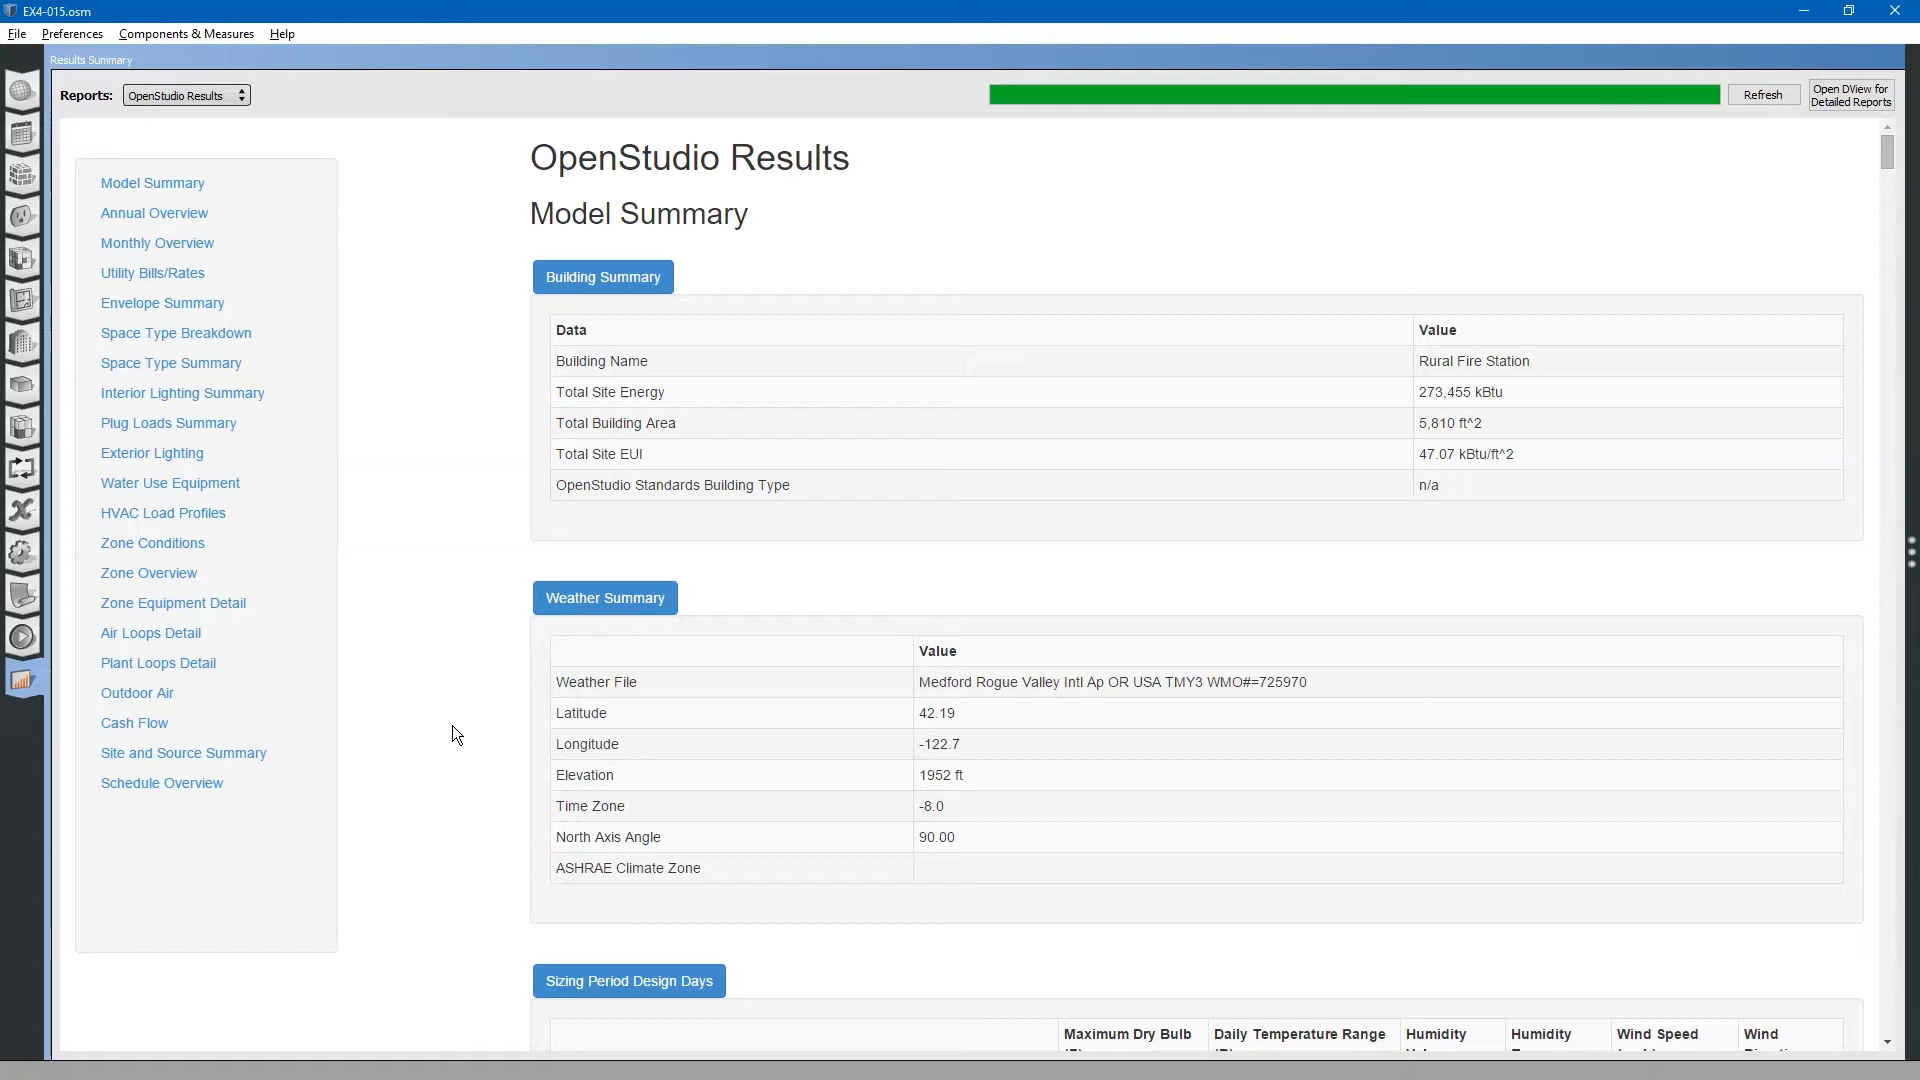 EX4-015.osm
File Preferences Components & Measures Help
Results Summary
Reports: OpenStudio Results Refresh Open DView for
Detailed Reports
Model Summary
Annual Overview
Monthly Overview
Utility Bills/Rates
Envelope Summary
Space Type Breakdown
Space Type Summary
Interior Lighting Summary
Plug Loads Summary
Exterior Lighting
Water Use Equipment
HVAC Load Profiles
Zone Conditions
Zone Overview
Zone Equipment Detail
Air Loops Detail
Plant Loops Detail
Outdoor Air
Cash Flow
Site and Source Summary
Schedule Overview
OpenStudio Results
Model Summary
Building Summary
Data Value
Building Name Rural Fire Station
Total Site Energy 273,455 kBtu
Total Building Area 5,810 ft^2
Total Site EUI 47.07 kBtu/ft^2
OpenStudio Standards Building Type n/a
Weather Summary
Value
Weather File Medford Rogue Valley Intl Ap OR USA TMY3 WMO#=725970
Latitude 42.19
Longitude -122.7
Elevation 1952 ft
Time Zone -8.0
North Axis Angle 90.00
ASHRAE Climate Zone
Sizing Period Design Days
Maximum Dry Bulb Daily Temperature Range Humidity Humidity Wind Speed Wind